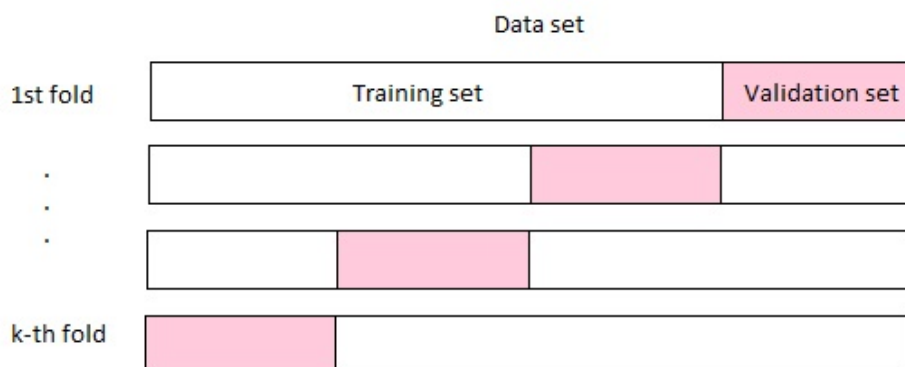 Data set
1st fold
Training set
Validation set
.
.
.
k-th fold